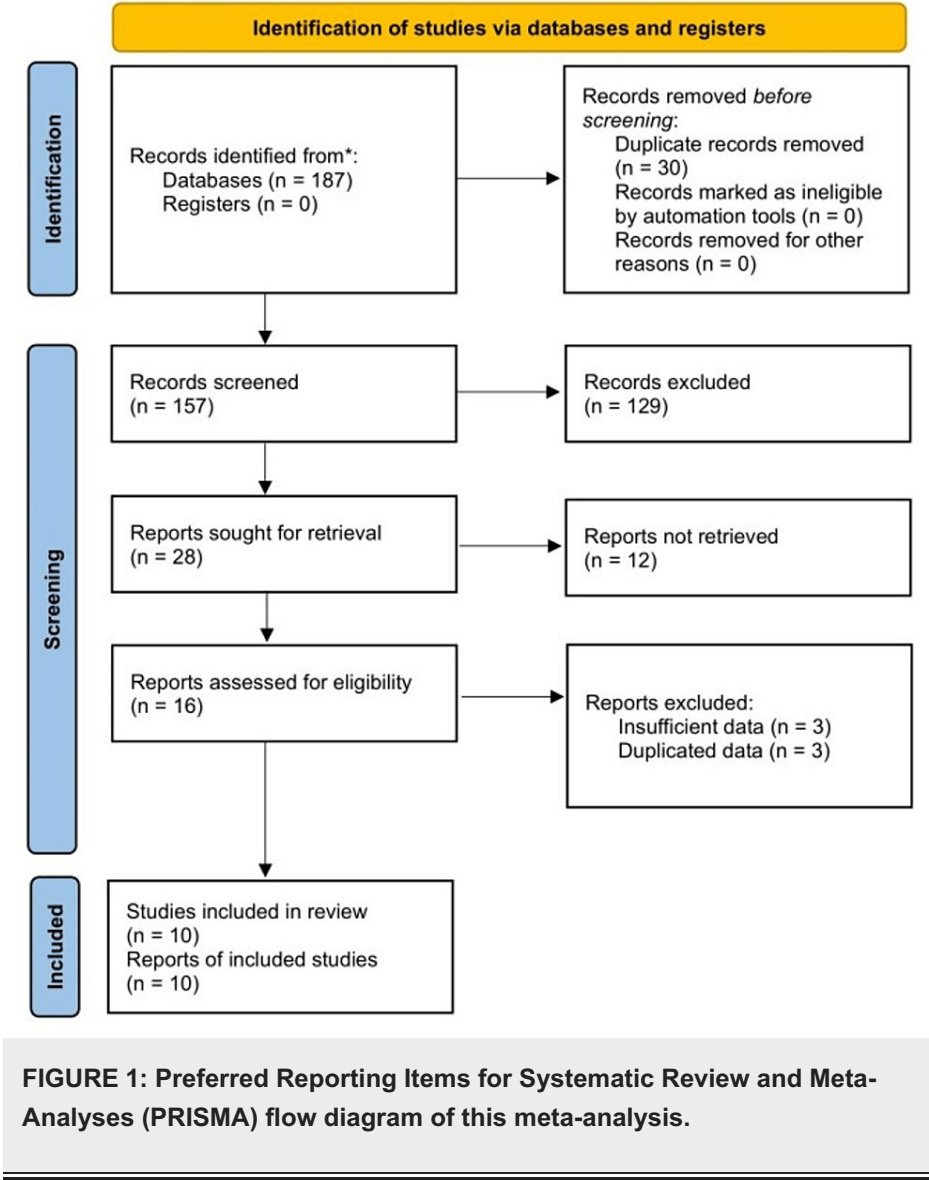 Identification of studies via databases and registers
Identification
Records identified from*:
Databases (n = 187)
Registers (n = 0)
Records removed before
screening:
Duplicate records removed
(n = 30)
Records marked as ineligible
by automation tools (n = 0)
Records removed for other
reasons (n = 0)
Screening
Records screened
(n = 157)
Records excluded
(n = 129)
Reports sought for retrieval
(n = 28)
Reports not retrieved
(n = 12)
Reports assessed for eligibility
(n = 16)
Reports excluded:
Insufficient data (n = 3)
Duplicated data (n = 3)
Included
Studies included in review
(n = 10)
Reports of included studies
(n = 10)
FIGURE 1: Preferred Reporting Items for Systematic Review and Meta-
Analyses (PRISMA) flow diagram of this meta-analysis.